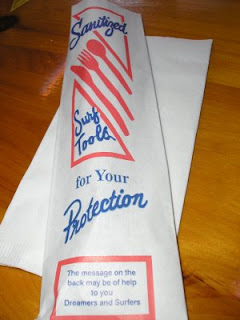 Sanitized
Surf
Tools
for Your
Protection
The message on the
back may be of help
to you
Dreamers and Surfers